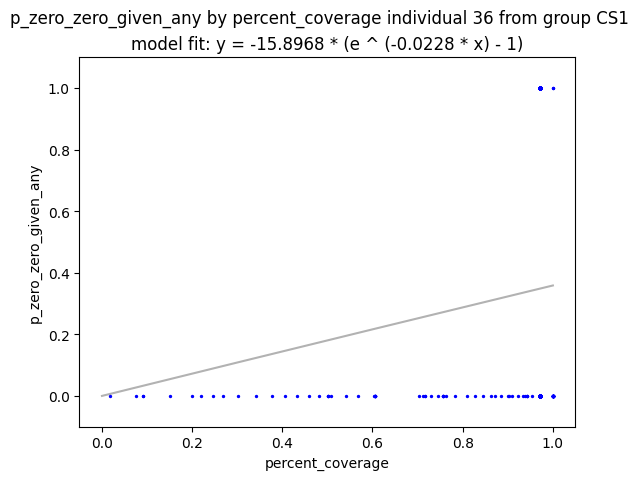 p_zero_zero_given_any by percent_coverage individual 36 from group CS1
model fit: y = -15.8968 * (e ^ (-0.0228 * x) - 1)
1.0
0.8
0.6
0.4
0.2
0.0
p_zero_zero_given_any
0.0 0.2 0.4 0.6 0.8 1.0
percent_coverage